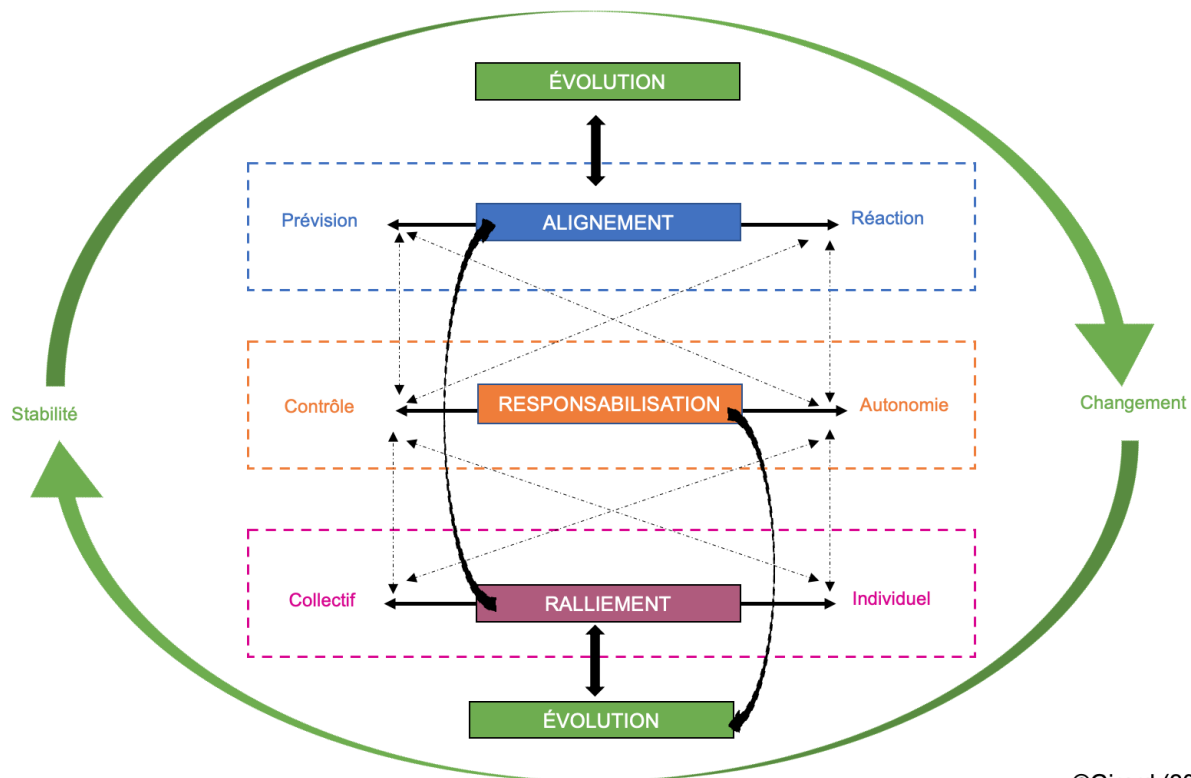 ÉVOLUTION
Prévision
ALIGNEMENT
Réaction
Stabilité
Contrôle
RESPONSABILISATION
Autonomie
Changement
Collectif
RALLIEMENT
Individuel
ÉVOLUTION